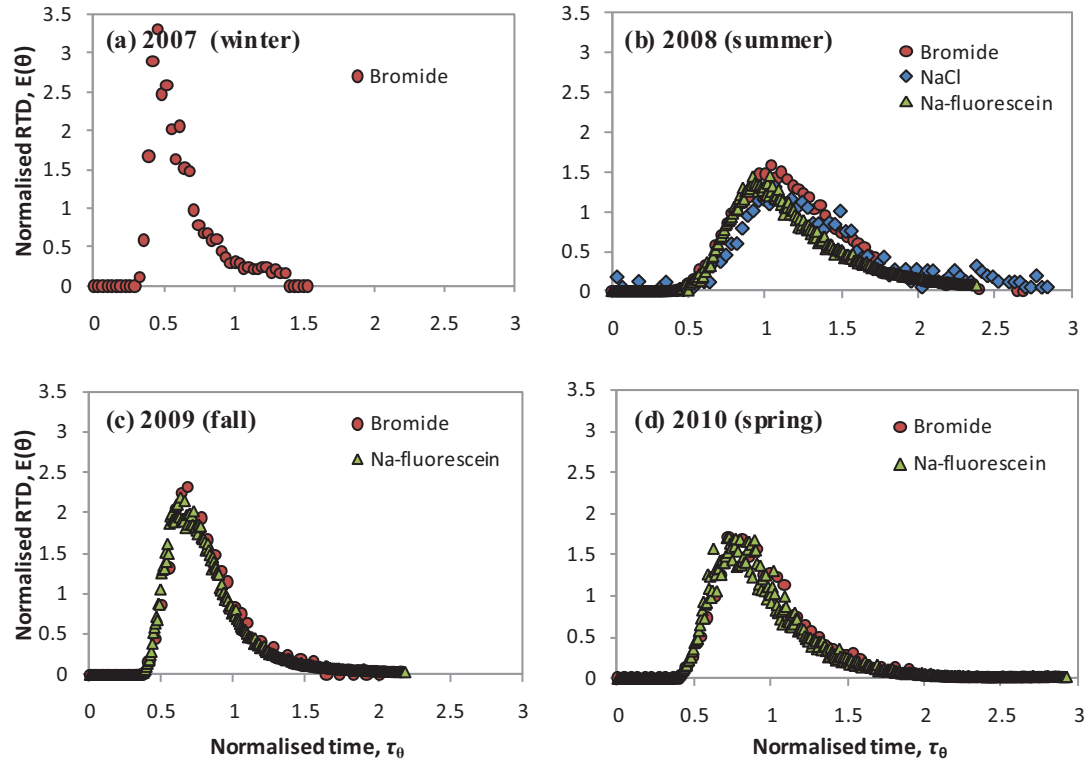 (a) 2007 (winter)
Bromide
Normalised RTD, E(θ)
3.5
3
2.5
2
1.5
1
0.5
0
0 0.5 1 1.5 2 2.5 3
(b) 2008 (summer)
Bromide
NaCl
Na-fluorescein
3.5
3
2.5
2
1.5
1
0.5
0
0 0.5 1 1.5 2 2.5 3
(c) 2009 (fall)
Bromide
Na-fluorescein
Normalised RTD, E(θ)
3.5
3
2.5
2
1.5
1
0.5
0
0 0.5 1 1.5 2 2.5 3
Normalised time, τθ
(d) 2010 (spring)
Bromide
Na-fluorescein
3.5
3
2.5
2
1.5
1
0.5
0
0 0.5 1 1.5 2 2.5 3
Normalised time, τθ